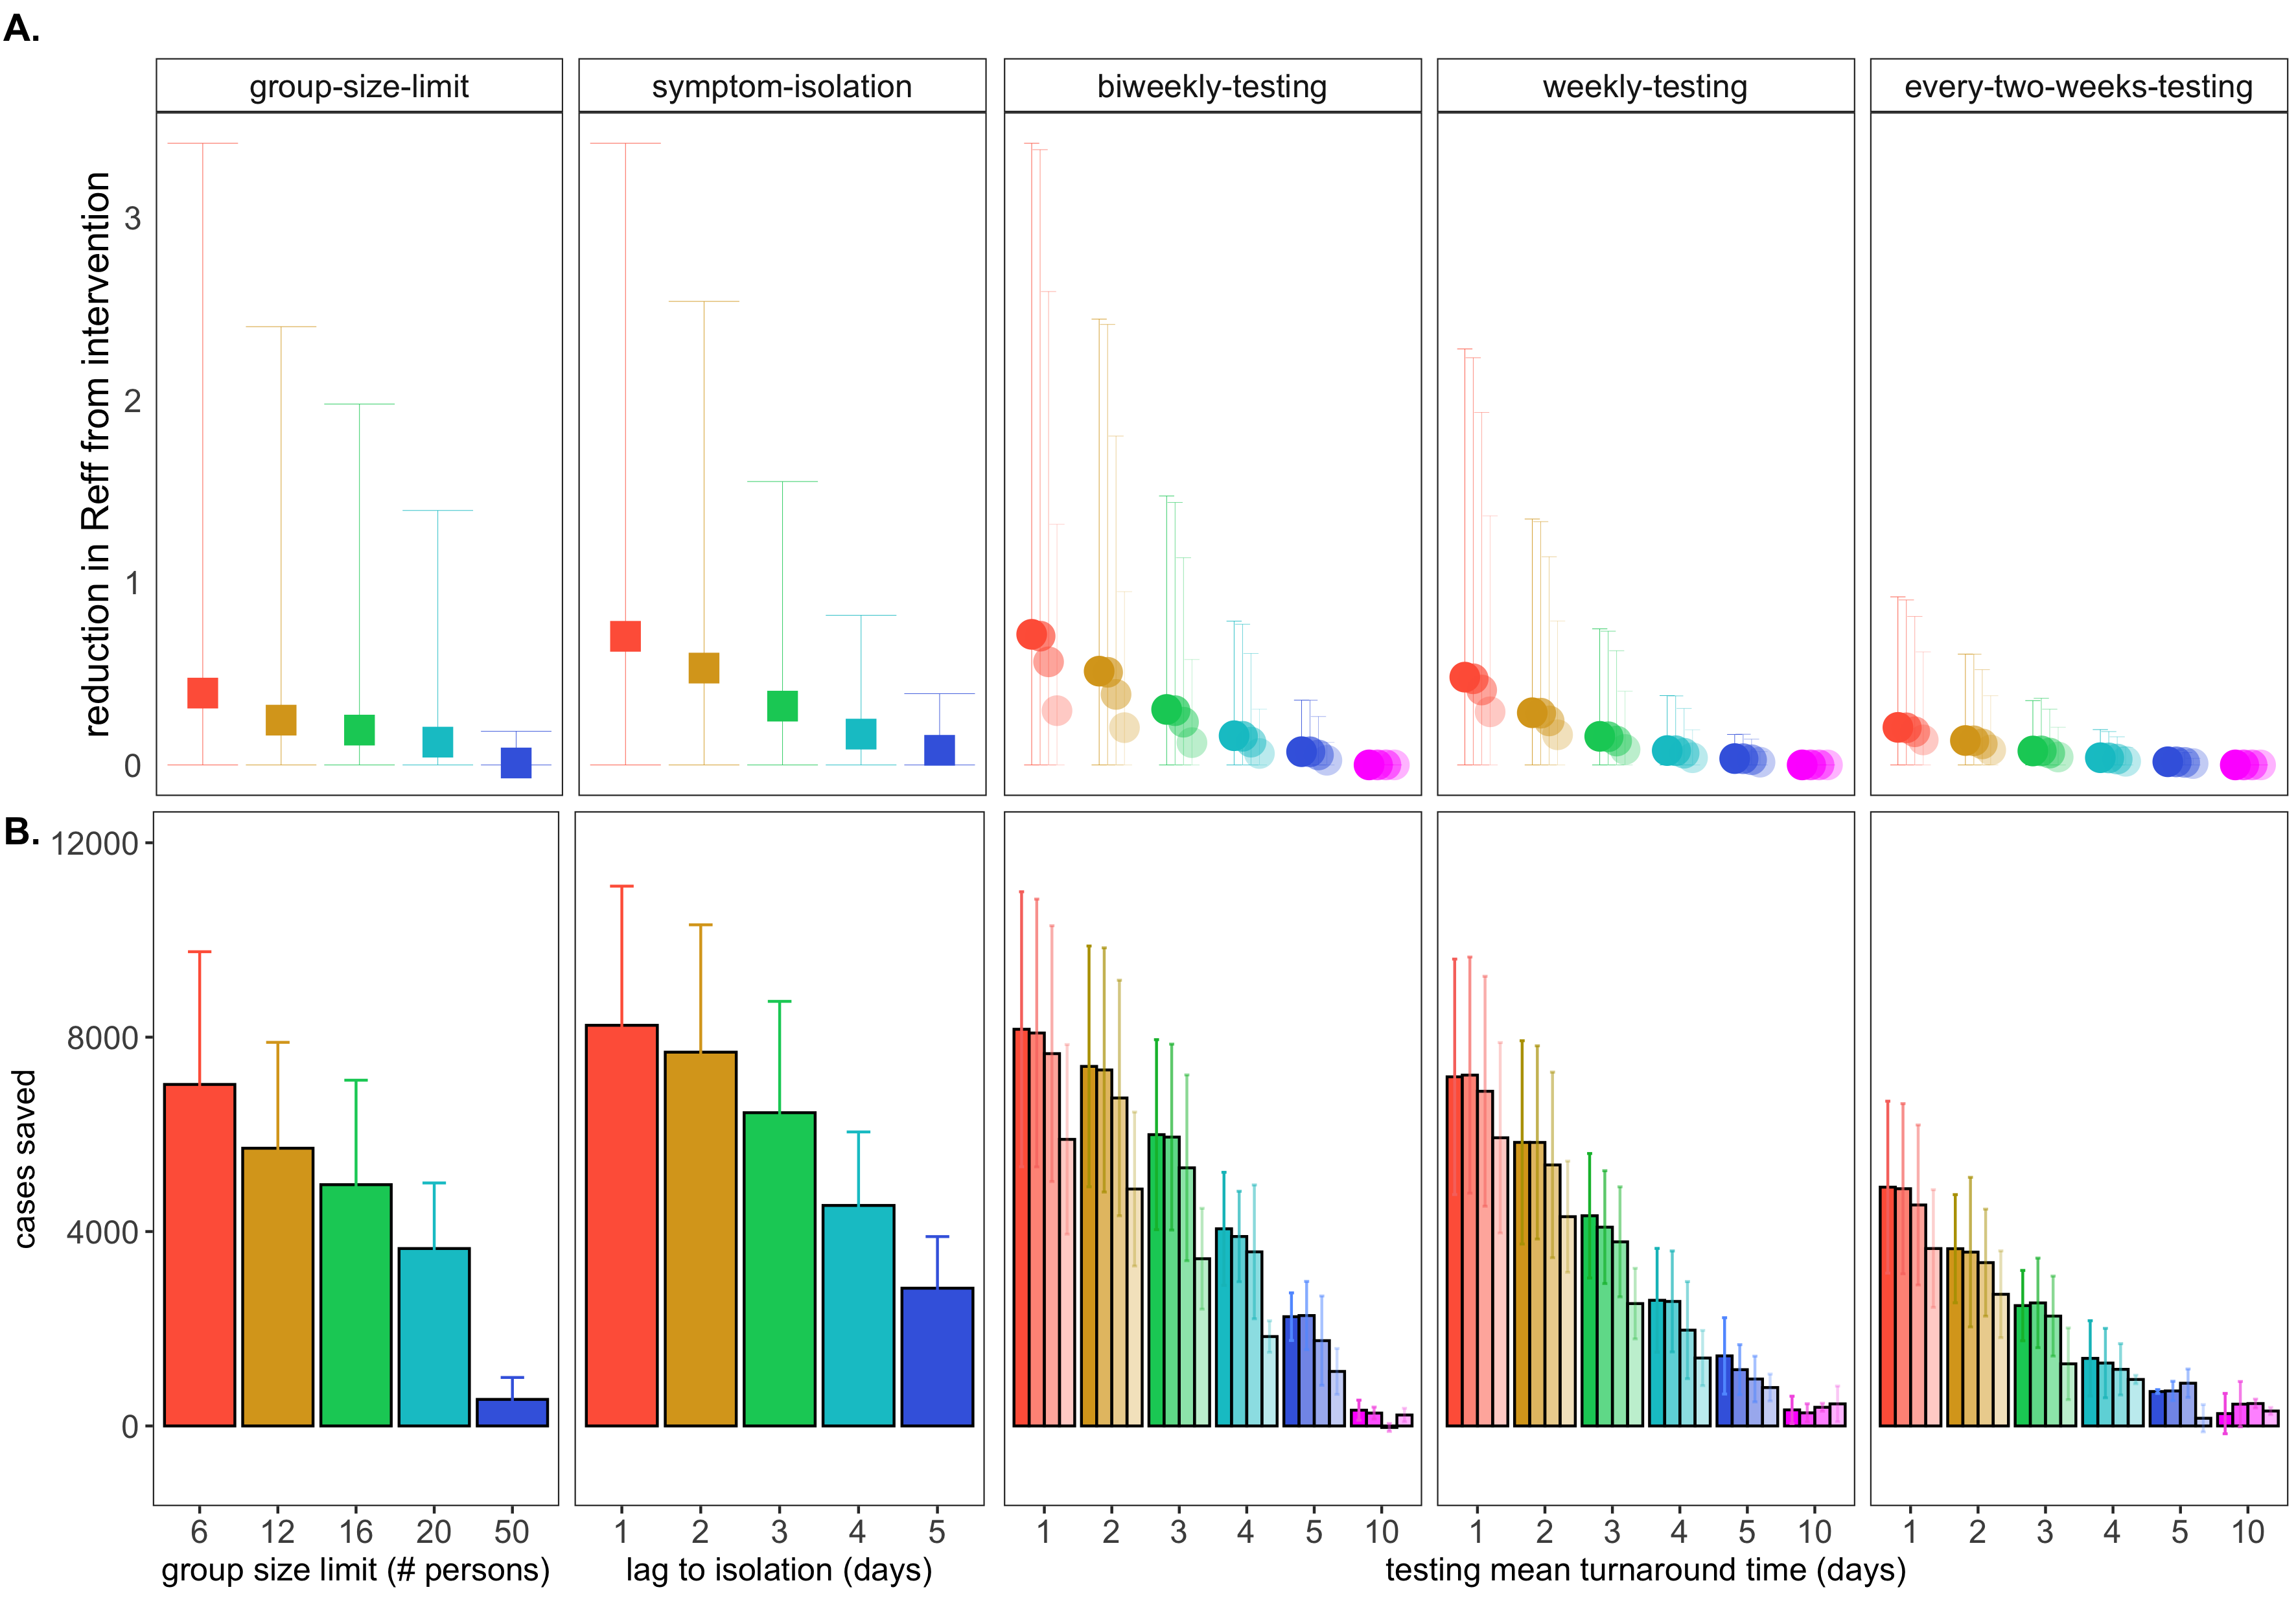 A.
group-size-limit symptom-isolation biweekly-testing weekly-testing every-two-weeks-testing
reduction in Reff from intervention
3
2
1
0
B.
cases saved
12000
8000
4000
0
6 12 16 20 50 1 2 3 4 5 1 2 3 4 5 10 1 2 3 4 5 10 1 2 3 4 5 10
group size limit (# persons) lag to isolation (days) testing mean turnaround time (days)